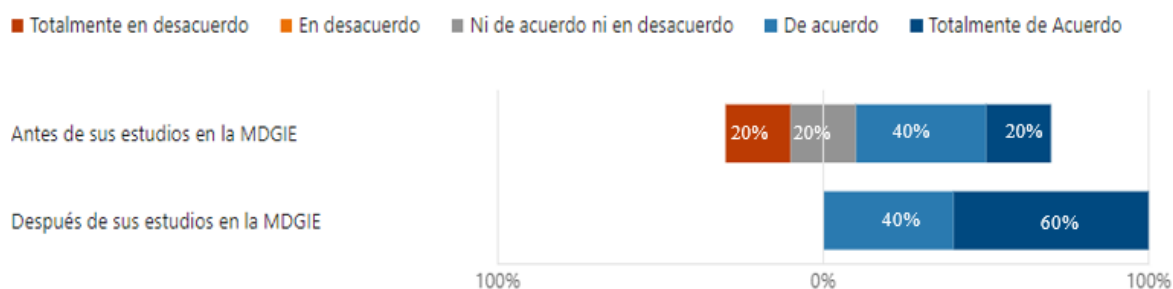 Totalmente en desacuerdo En desacuerdo Ni de acuerdo ni en desacuerdo De acuerdo Totalmente de Acuerdo
Antes de sus estudios en la MDGIE 20% 20% 40% 20%
Después de sus estudios en la MDGIE 40% 60%
100% 0% 100%